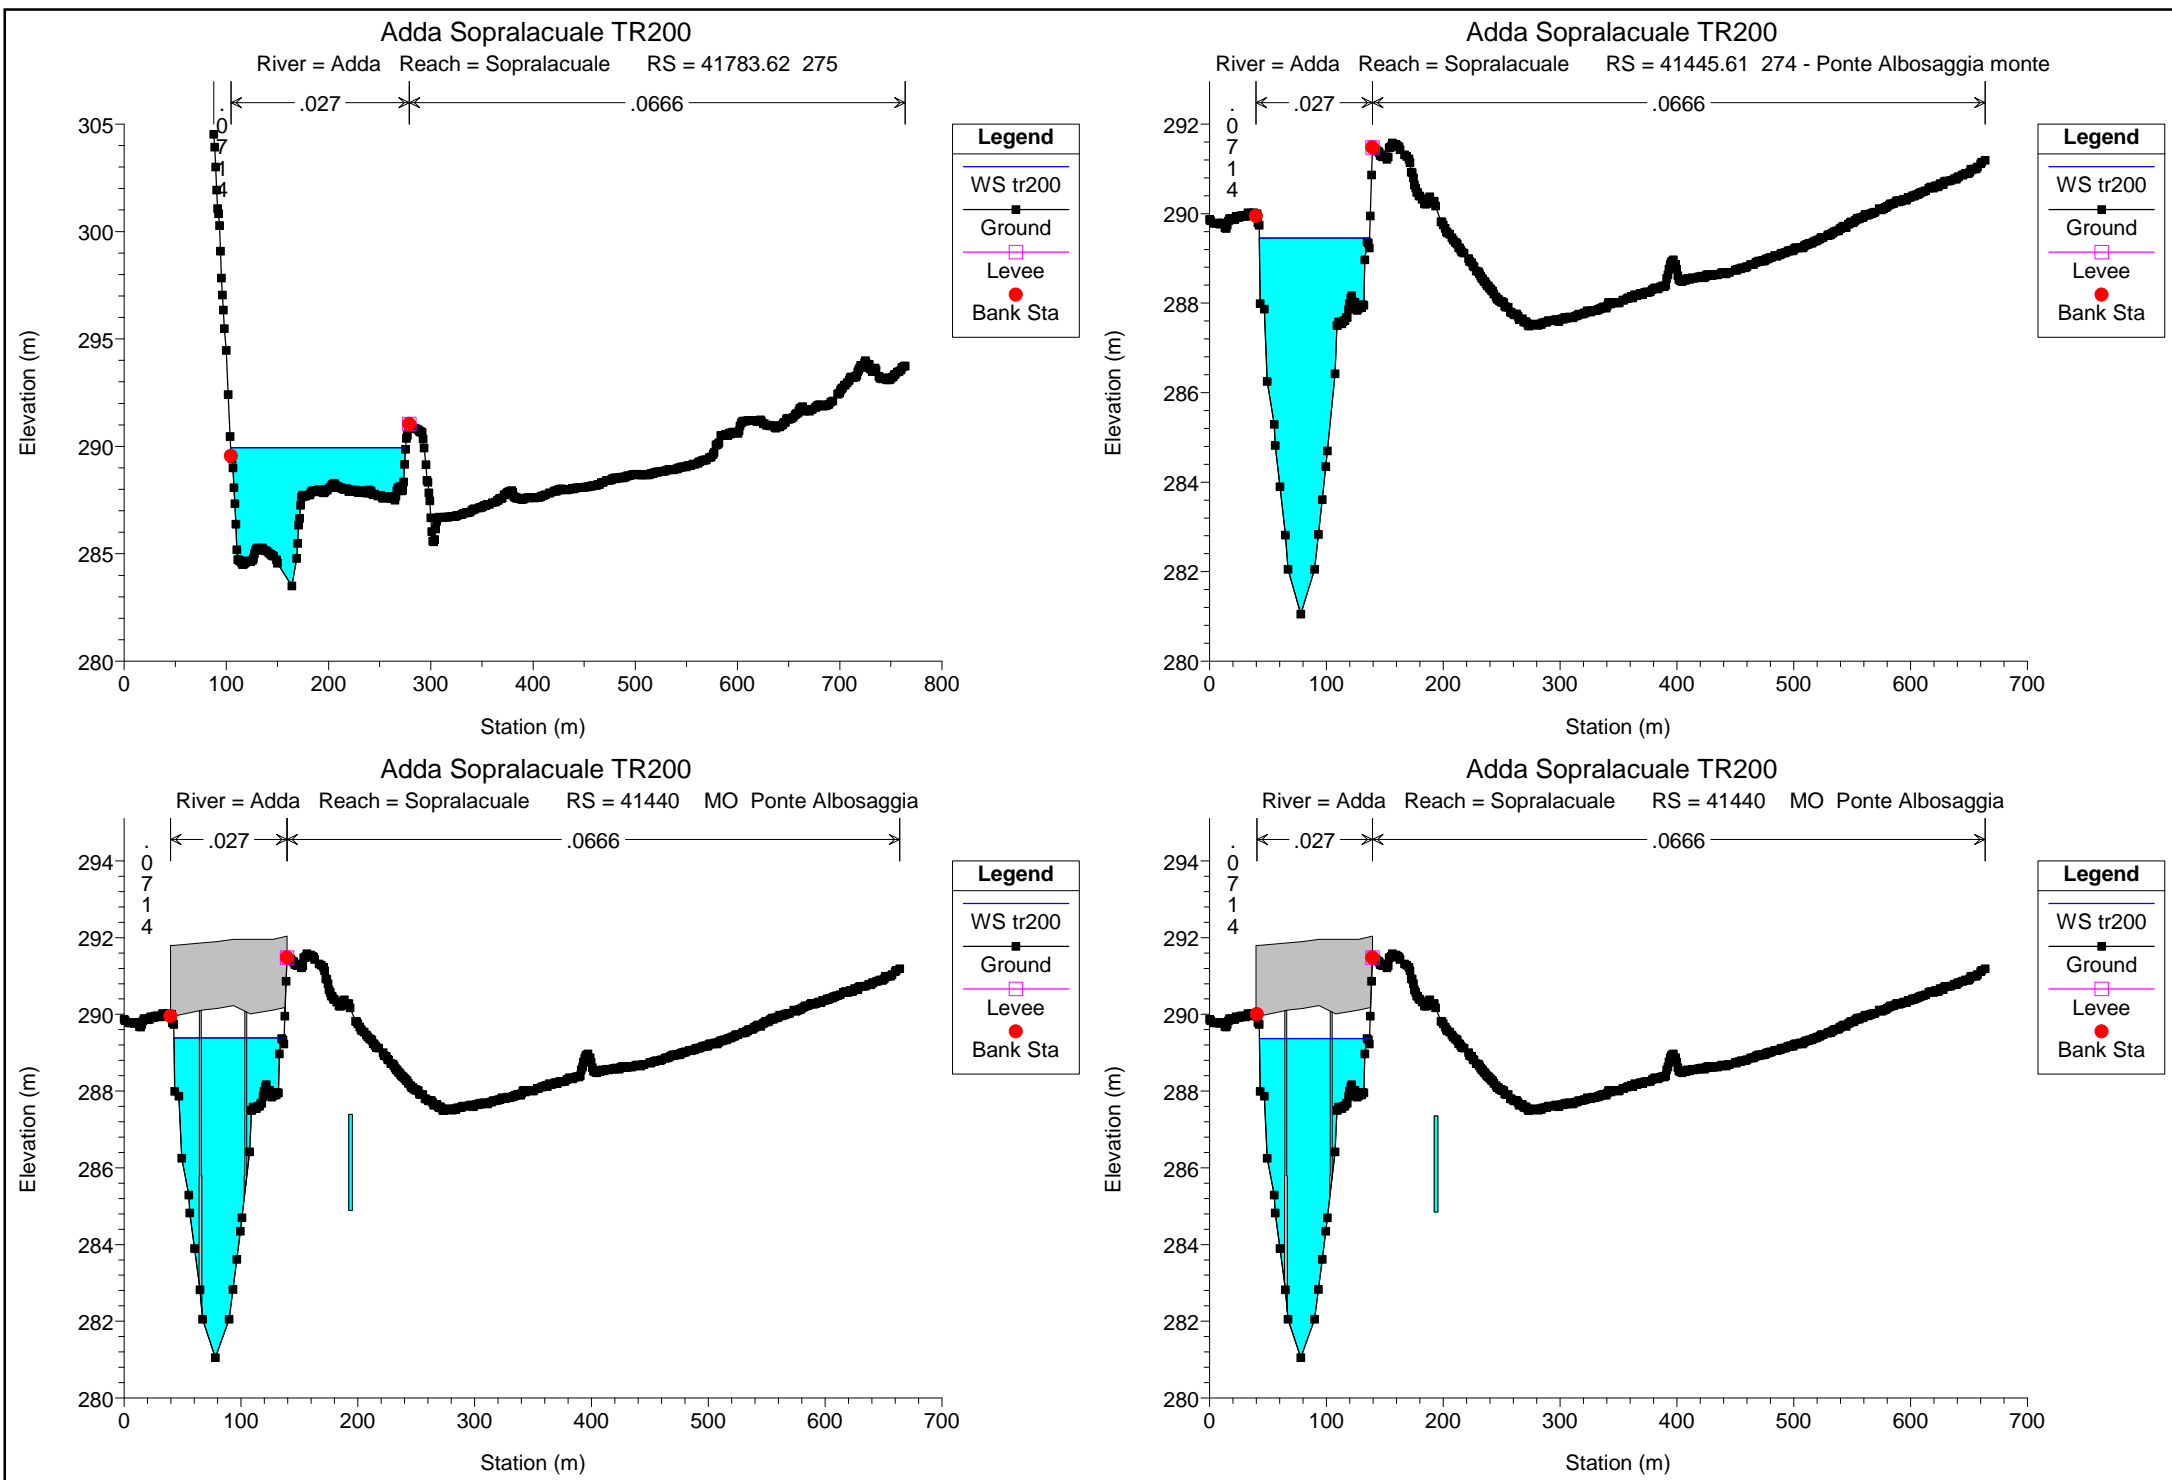 Adda Sopralacuale TR200
River = Adda Reach = Sopralacuale RS = 41783.62 275
.0714
.027
.0666
305
300
295
290
285
280
Elevation (m)
0 100 200 300 400 500 600 700 800
Station (m)
Legend
WS tr200
Ground
Levee
Bank Sta
Adda Sopralacuale TR200
River = Adda Reach = Sopralacuale RS = 41445.61 274 - Ponte Albosaggia monte
.0714
.027
.0666
292
290
288
286
284
282
280
Elevation (m)
0 100 200 300 400 500 600 700
Station (m)
Legend
WS tr200
Ground
Levee
Bank Sta
Adda Sopralacuale TR200
River = Adda Reach = Sopralacuale RS = 41440 MO Ponte Albosaggia
.0714
.027
.0666
294
292
290
288
286
284
282
280
Elevation (m)
0 100 200 300 400 500 600 700
Station (m)
Legend
WS tr200
Ground
Levee
Bank Sta
Adda Sopralacuale TR200
River = Adda Reach = Sopralacuale RS = 41440 MO Ponte Albosaggia
.0714
.027
.0666
294
292
290
288
286
284
282
280
Elevation (m)
0 100 200 300 400 500 600 700
Station (m)
Legend
WS tr200
Ground
Levee
Bank Sta